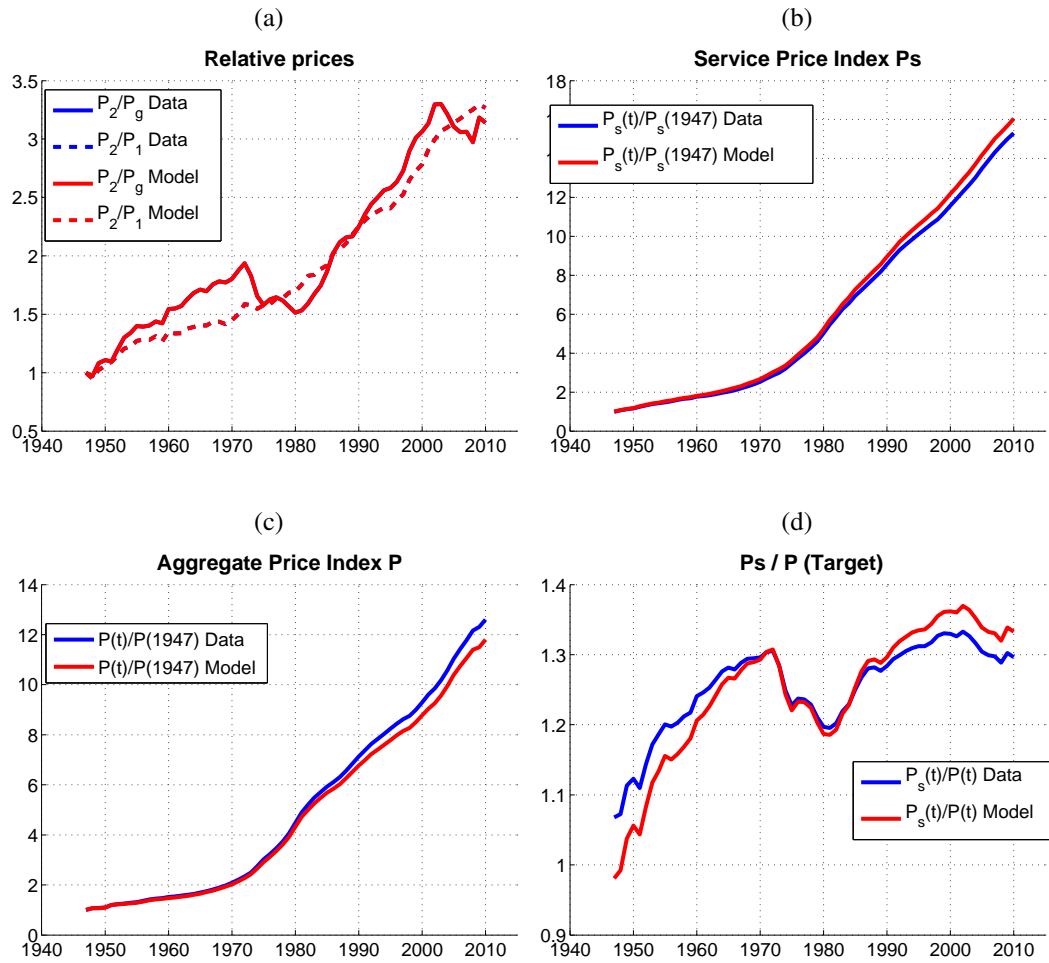 (a)
Relative prices
3.5
3
2.5
2
1.5
1
0.5
1940 1950 1960 1970 1980 1990 2000 2010
P2/Pg Data
P2/P1 Data
P2/Pg Model
P2/P1 Model
(b)
Service Price Index Ps
18
12
10
8
6
4
2
0
1940 1950 1960 1970 1980 1990 2000 2010
Ps(t)/Ps(1947) Data
Ps(t)/Ps(1947) Model
(c)
Aggregate Price Index P
14
12
10
8
6
4
2
0
1940 1950 1960 1970 1980 1990 2000 2010
P(t)/P(1947) Data
P(t)/P(1947) Model
(d)
Ps / P (Target)
1.4
1.3
1.2
1.1
1
0.9
1940 1950 1960 1970 1980 1990 2000 2010
Ps(t)/P(t) Data
Ps(t)/P(t) Model